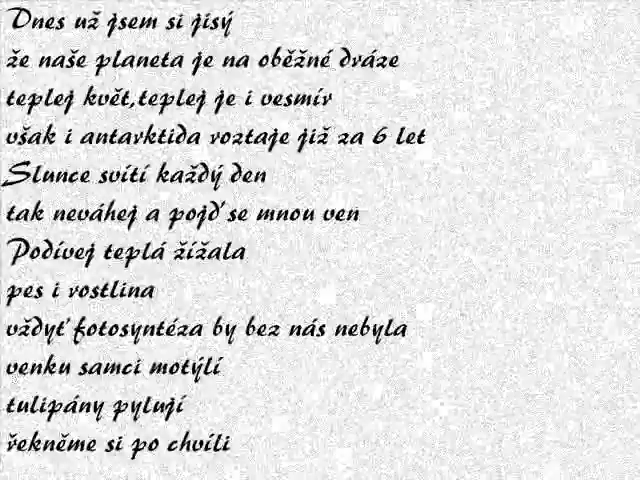 Dnes už jsem si jisý
že naše planeta je na oběžné dráze
teplej květ,teplej je i vesmír
však i antarktida roztaje již za 6 let
Slunce svítí každý den
tak neváhej a pojď se mnou ven
Podívej teplá žížala
pes i rostlina
vždyť fotosyntéza by bez nás nebyla
venku samci motýlí
tulipány pylují
řekněme si po chvíli